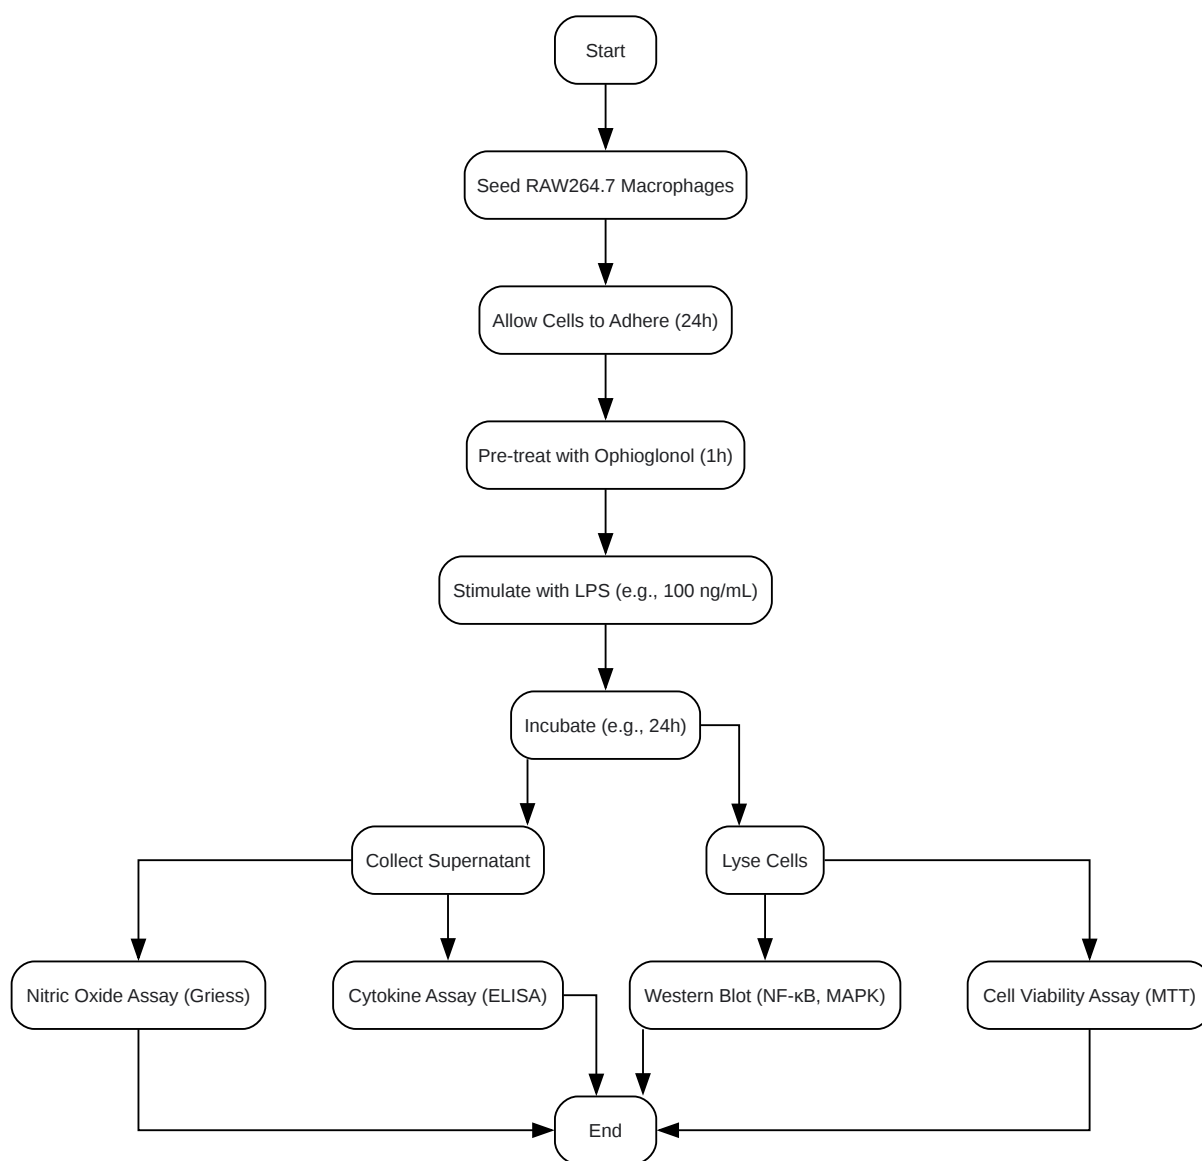 Start
Seed RAW264.7 Macrophages
Allow Cells to Adhere (24h)
Pre-treat with Ophioglonol (1h)
Stimulate with LPS (e.g., 100 ng/mL)
Incubate (e.g., 24h)
Collect Supernatant
Lyse Cells
Nitric Oxide Assay (Griess)
Cytokine Assay (ELISA)
Western Blot (NF-κB, MAPK)
Cell Viability Assay (MTT)
End